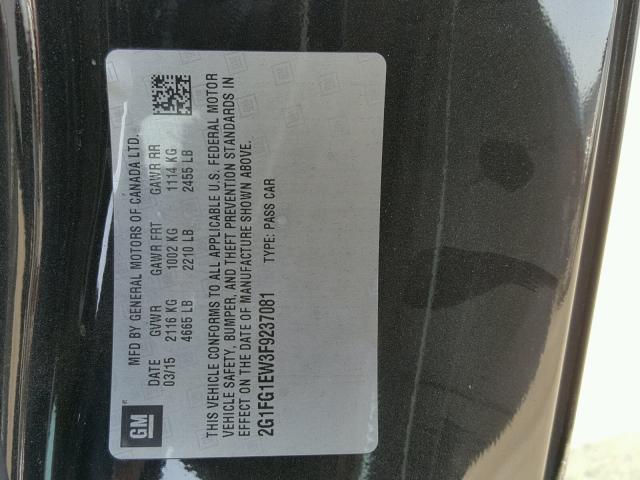 GM
MFD BY GENERAL MOTORS OF CANADA LTD.
DATE GVWR GAWR FRT GAWR RR
03/15 2116 KG 1002 KG 1114 KG
4665 LB 2210 LB 2455 LB
THIS VEHICLE CONFORMS TO ALL APPLICABLE U.S. FEDERAL MOTOR
VEHICLE SAFETY, BUMPER, AND THEFT PREVENTION STANDARDS IN
EFFECT ON THE DATE OF MANUFACTURE SHOWN ABOVE.
2G1FG1EW3F9237081 TYPE: PASS CAR